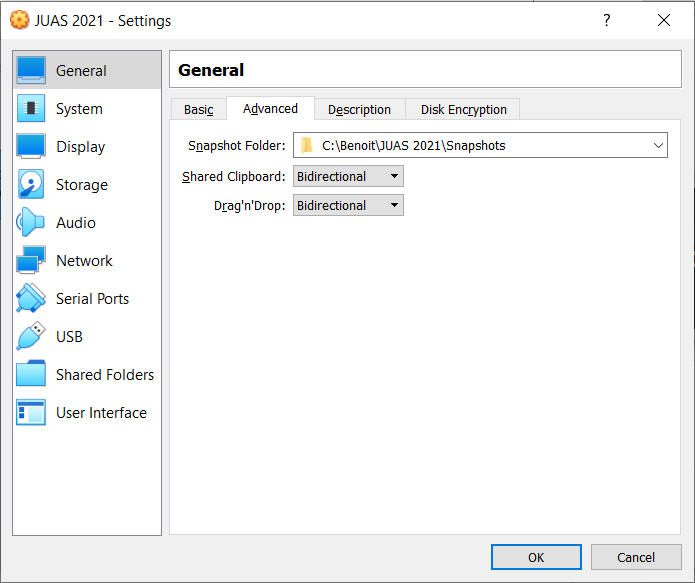 JUAS 2021 - Settings
?
General
System
Display
Storage
Audio
Network
Serial Ports
USB
Shared Folders
User Interface
General
Basic Advanced Description Disk Encryption
Snapshot Folder: C:\Benoit\JUAS 2021\Snapshots
Shared Clipboard: Bidirectional
Drag'n'Drop: Bidirectional
OK Cancel